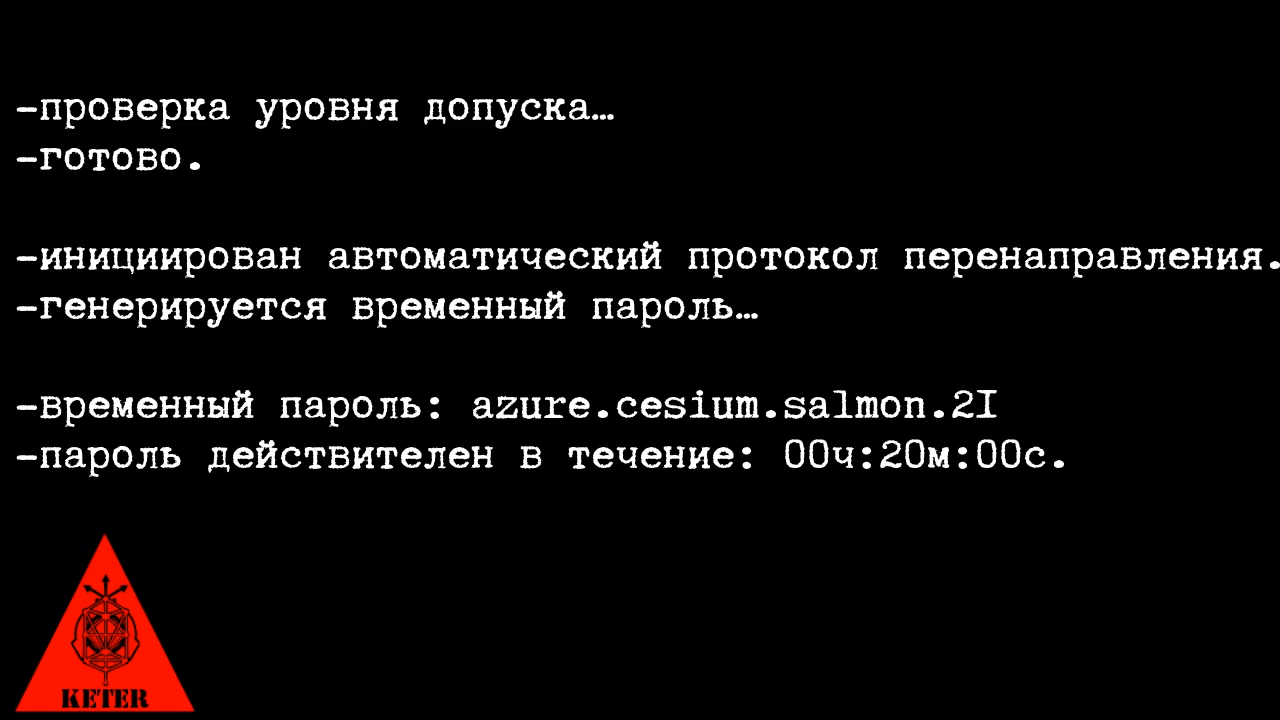 -проверка уровня допуска…
-готово.
-инициирован автоматический протокол перенаправления.
-генерируется временный пароль…
-временный пароль: azure.cesium.salmon.2I
-пароль действителен в течение: 00ч:20м:00с.
KETER